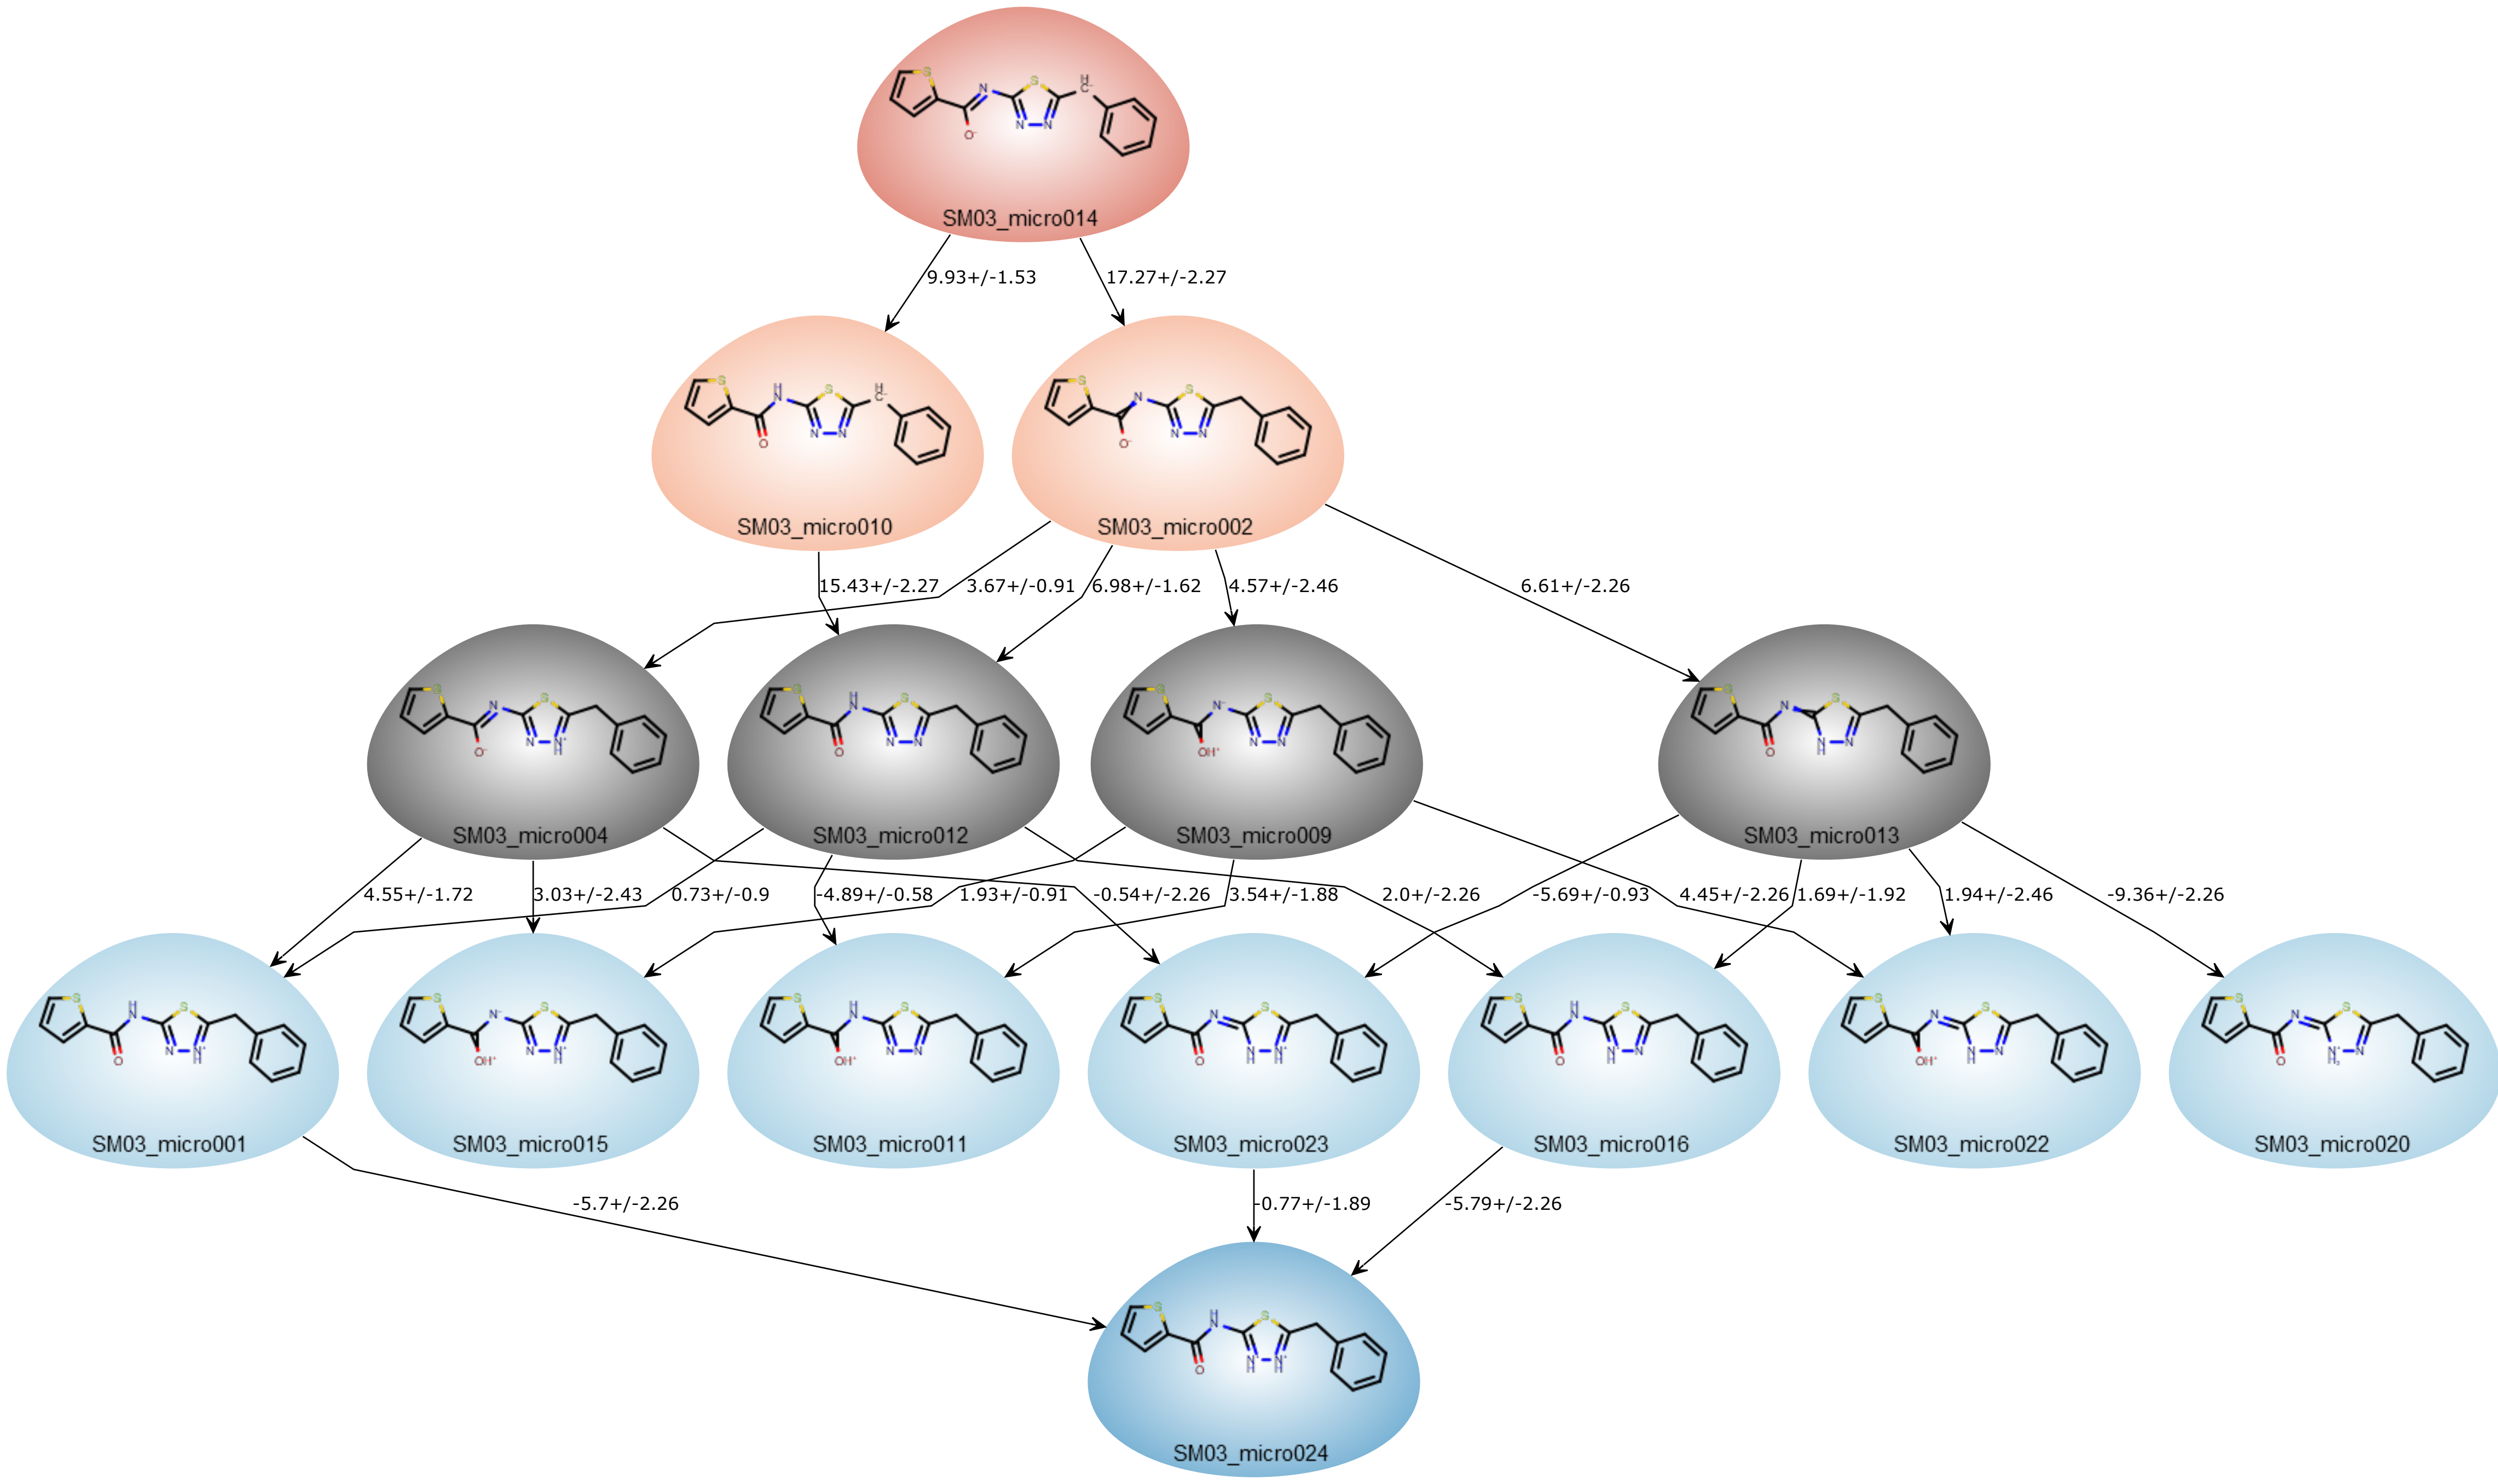 S
N
S
H
C-
O-
N
N
SM03_micro014
9.93+/-1.53
17.27+/-2.27
S
H
N
S
H
C-
O
N
N
SM03_micro010
S
N
S
O-
N
N
SM03_micro002
15.43+/-2.27
3.67+/-0.91
6.98+/-1.62
4.57+/-2.46
6.61+/-2.26
S
N
S
O-
N
N+
H
SM03_micro004
S
H
N
S
O
N
N
SM03_micro012
S
N-
S
OH+
N
N
SM03_micro009
S
N
S
O
N
H
N
SM03_micro013
4.55+/-1.72
3.03+/-2.43
0.73+/-0.9
-4.89+/-0.58
1.93+/-0.91
-0.54+/-2.26
3.54+/-1.88
2.0+/-2.26
-5.69+/-0.93
4.45+/-2.26
1.69+/-1.92
1.94+/-2.46
-9.36+/-2.26
S
H
N
S
O
N
N+
H
SM03_micro001
S
N-
S
OH+
N
N+
H
SM03_micro015
S
H
N
S
OH+
N
N
SM03_micro011
S
N
S
O
N
H
N+
H
SM03_micro023
S
H
N
S
O
N+
H
N
SM03_micro016
S
N
S
OH+
N
H
N
SM03_micro022
S
N
S
O
N+
H2
N
SM03_micro020
-5.7+/-2.26
-0.77+/-1.89
-5.79+/-2.26
S
H
N
S
O
N+
H
N+
H
SM03_micro024